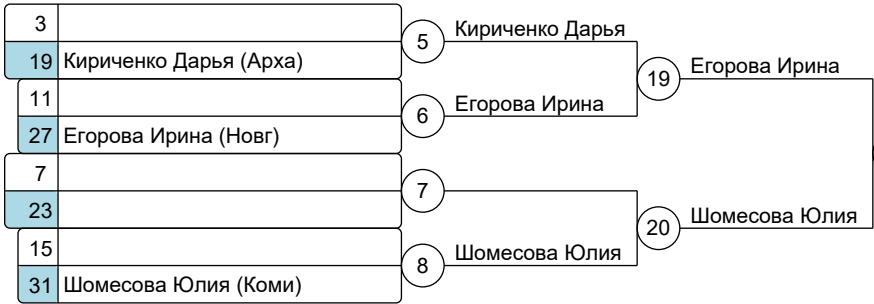 3
19 Кириченко Дарья (Арха)
5 Кириченко Дарья
11
27 Егорова Ирина (Новг)
6 Егорова Ирина
19 Егорова Ирина
7
23
7
15
31 Шомесова Юлия (Коми)
8 Шомесова Юлия
20 Шомесова Юлия